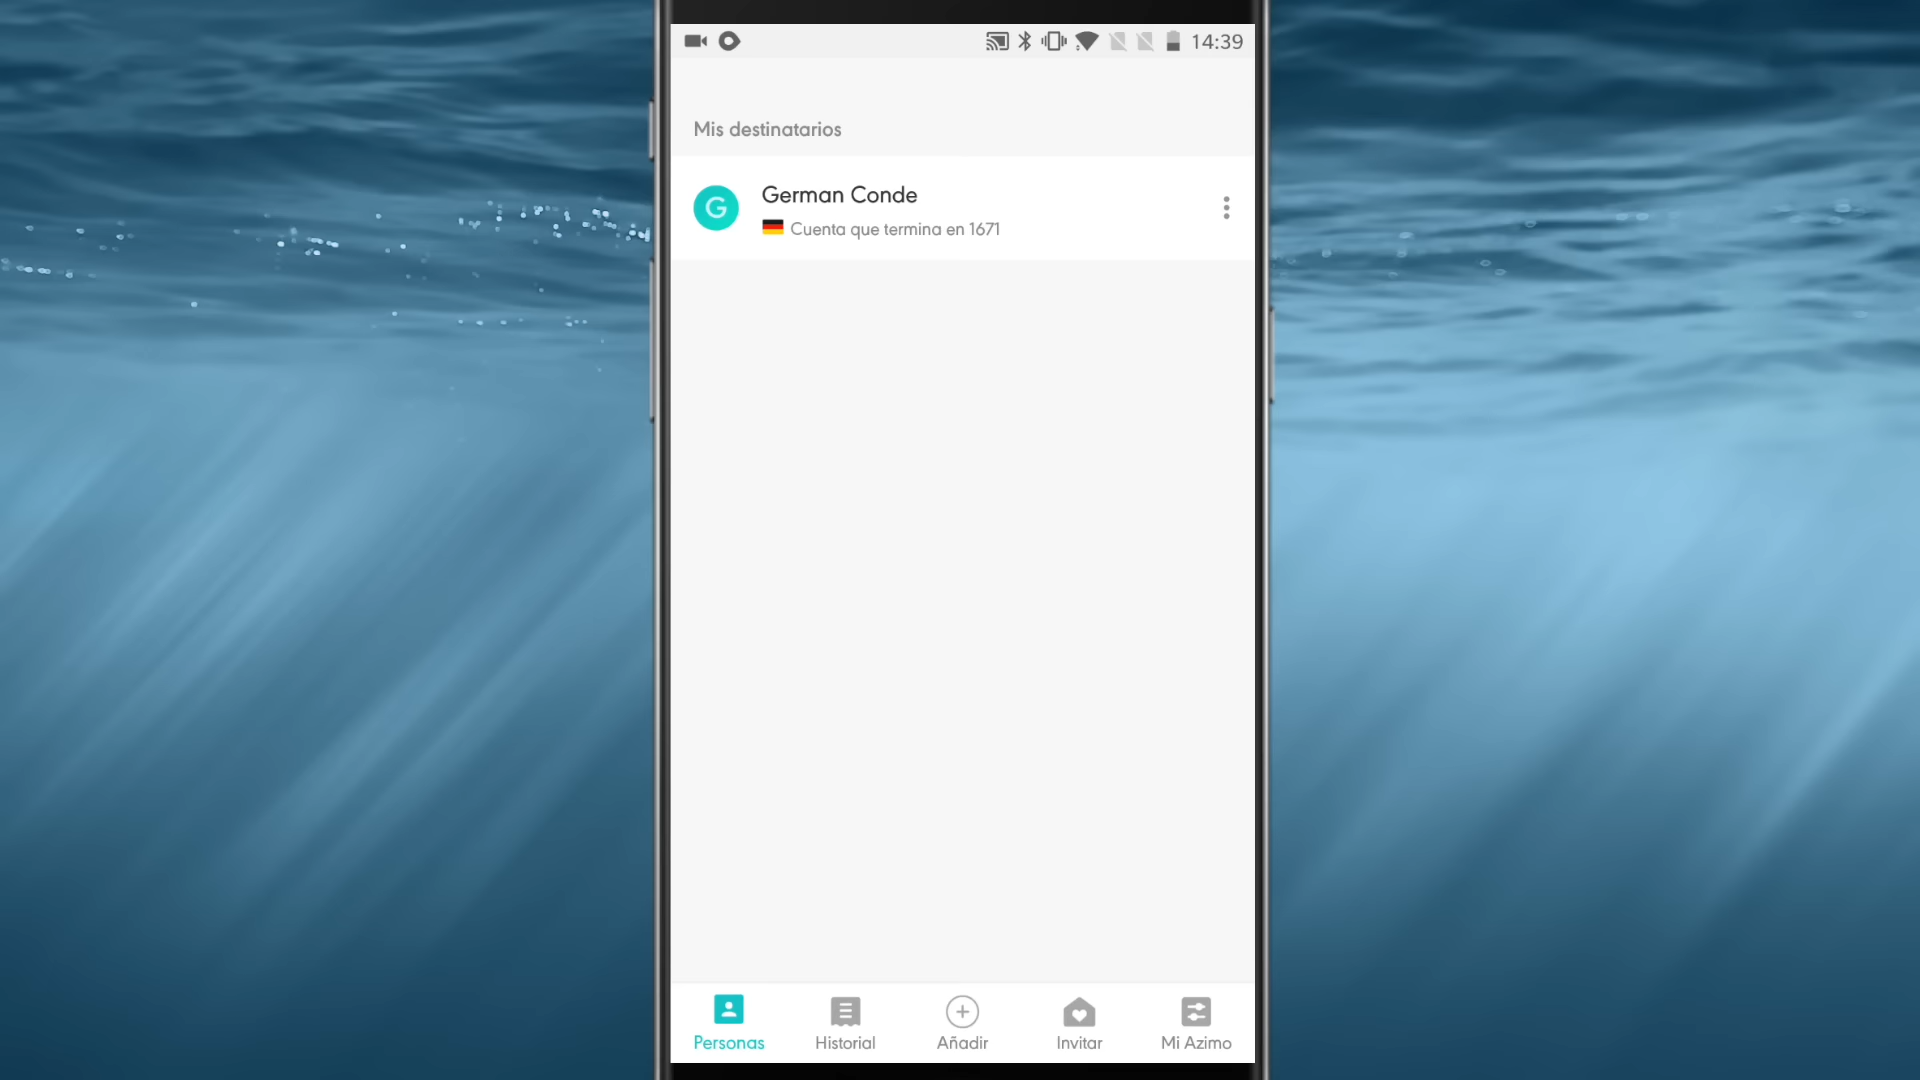 14:39
Mis destinatarios
G
German Conde
Cuenta que termina en 1671
Personas
Historial
Añadir
Invitar
Mi Azimo